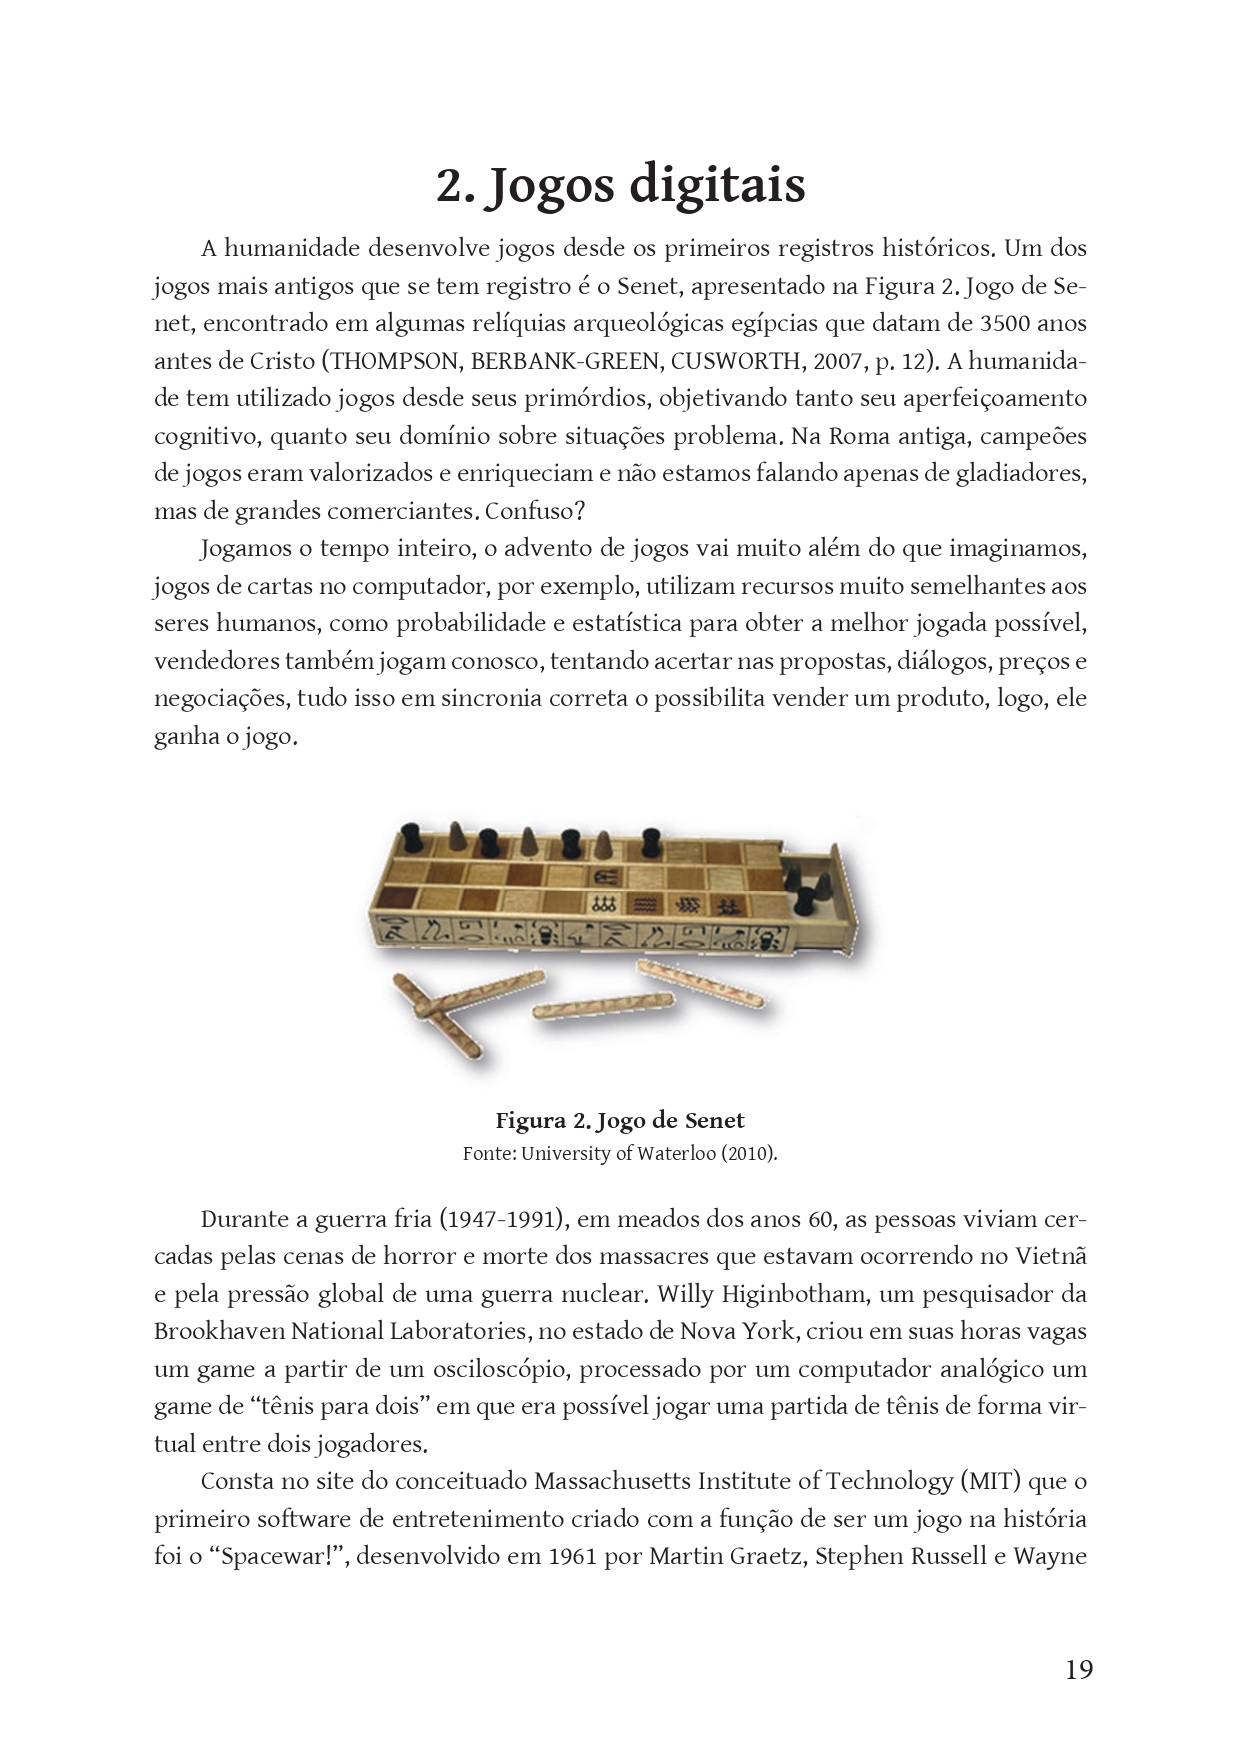 2. Jogos digitais
A humanidade desenvolve jogos desde os primeiros registros históricos. Um dos
jogos mais antigos que se tem registro é o Senet, apresentado na Figura 2. Jogo de Se-
net, encontrado em algumas relíquias arqueológicas egípcias que datam de 3500 anos
antes de Cristo (THOMPSON, BERBANK-GREEN, CUSWORTH, 2007, p. 12). A humanida-
de tem utilizado jogos desde seus primórdios, objetivando tanto seu aperfeiçoamento
cognitivo, quanto seu domínio sobre situações problema. Na Roma antiga, campeões
de jogos eram valorizados e enriqueciam e não estamos falando apenas de gladiadores,
mas de grandes comerciantes. Confuso?
Jogamos o tempo inteiro, o advento de jogos vai muito além do que imaginamos,
jogos de cartas no computador, por exemplo, utilizam recursos muito semelhantes aos
seres humanos, como probabilidade e estatística para obter a melhor jogada possível,
vendedores também jogam conosco, tentando acertar nas propostas, diálogos, preços e
negociações, tudo isso em sincronia correta o possibilita vender um produto, logo, ele
ganha o jogo.
Figura 2. Jogo de Senet
Fonte: University of Waterloo (2010).
Durante a guerra fria (1947-1991), em meados dos anos 60, as pessoas viviam cer-
cadas pelas cenas de horror e morte dos massacres que estavam ocorrendo no Vietnã
e pela pressão global de uma guerra nuclear. Willy Higinbotham, um pesquisador da
Brookhaven National Laboratories, no estado de Nova York, criou em suas horas vagas
um game a partir de um osciloscópio, processado por um computador analógico um
game de “tênis para dois” em que era possível jogar uma partida de tênis de forma vir-
tual entre dois jogadores.
Consta no site do conceituado Massachusetts Institute of Technology (MIT) que o
primeiro software de entretenimento criado com a função de ser um jogo na história
foi o “Spacewar!”, desenvolvido em 1961 por Martin Graetz, Stephen Russell e Wayne
19